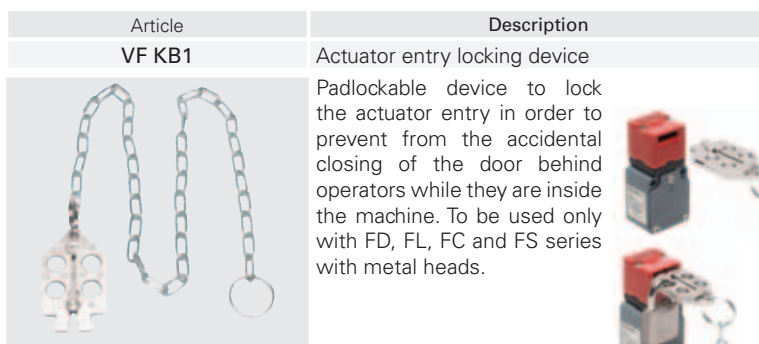 Article
Description
VF KB1
Actuator entry locking device
Padlockable device to lock
the actuator entry in order to
prevent from the accidental
closing of the door behind
operators while they are inside
the machine. To be used only
with FD, FL, FC and FS series
with metal heads.